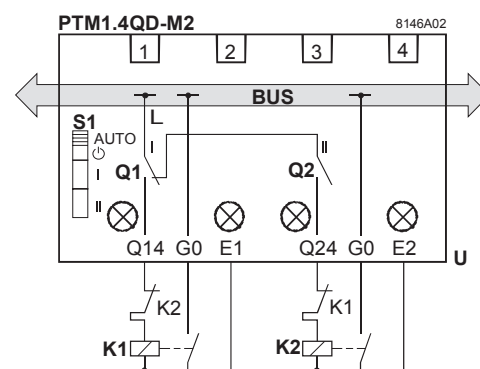 PTM1.4QD-M2 8146A02
1 2 3 4
BUS
S1 L
AUTO
I II
I Q1 Q2
II
Q14 G0 E1 Q24 G0 E2 U
K2 K1
K1 K2